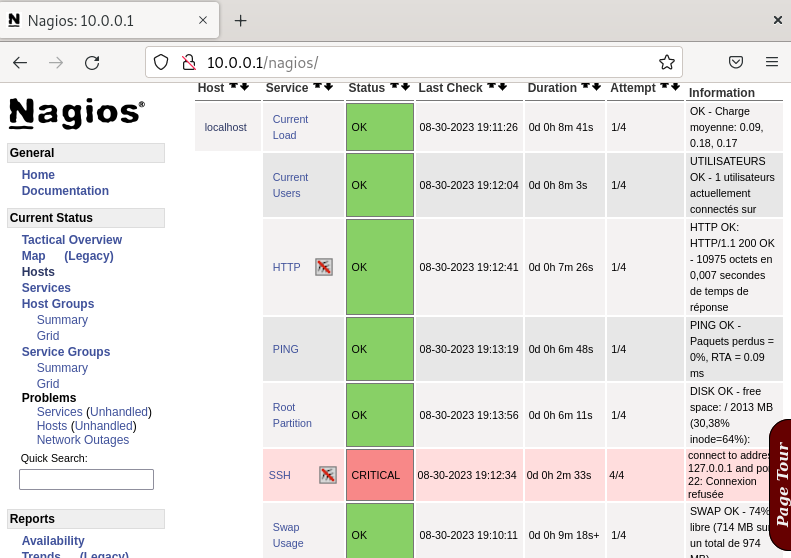 Nagios: 10.0.0.1
10.0.0.1/nagios/
Nagios®
General
Home
Documentation
Current Status
Tactical Overview
Map (Legacy)
Hosts
Services
Host Groups
Summary
Grid
Service Groups
Summary
Grid
Problems
Services (Unhandled)
Hosts (Unhandled)
Network Outages
Quick Search:
Reports
Availability
Trends (Legacy)
Host Service Status Last Check Duration Attempt Information
localhost
Current
Load
OK 08-30-2023 19:11:26 0d 0h 8m 41s 1/4
OK - Charge
moyenne: 0.09,
0.18, 0.17
Current
Users
OK 08-30-2023 19:12:04 0d 0h 8m 3s 1/4
UTILISATEURS
OK - 1 utilisateurs
actuellement
connectés sur
HTTP OK 08-30-2023 19:12:41 0d 0h 7m 26s 1/4
HTTP OK:
HTTP/1.1 200 OK
- 10975 octets en
0,007 secondes
de temps de
réponse
PING OK 08-30-2023 19:13:19 0d 0h 6m 48s 1/4
PING OK -
Paquets perdus =
0%, RTA = 0.09
ms
Root
Partition
OK 08-30-2023 19:13:56 0d 0h 6m 11s 1/4
DISK OK - free
space: / 2013 MB
(30,38%
inode=64%):
SSH CRITICAL 08-30-2023 19:12:34 0d 0h 2m 33s 4/4
connect to addre
127.0.0.1 and po
22: Connexion
refusée
Swap
Usage
OK 08-30-2023 19:10:11 0d 0h 9m 18s+ 1/4
SWAP OK - 74%
libre (714 MB su
un total de 974
MB)
Page Tour